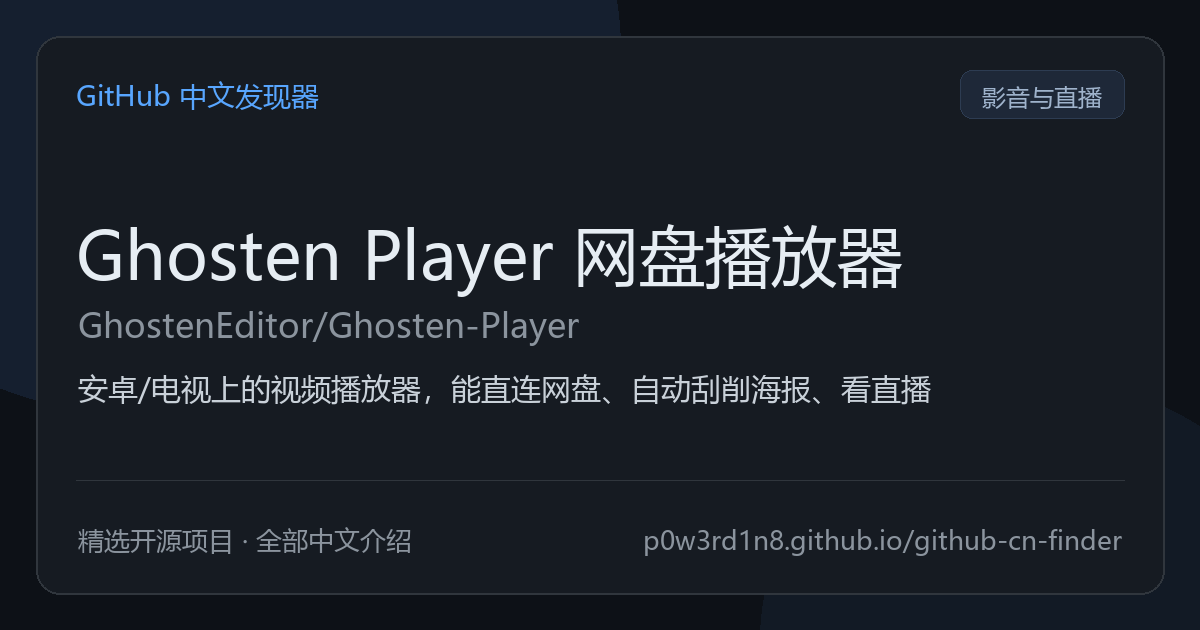 GitHub 中文发现器
影音与直播
Ghosten Player 网盘播放器
GhostenEditor/Ghosten-Player
安卓/电视上的视频播放器，能直连网盘、自动刮削海报、看直播
精选开源项目 · 全部中文介绍
p0w3rd1n8.github.io/github-cn-finder